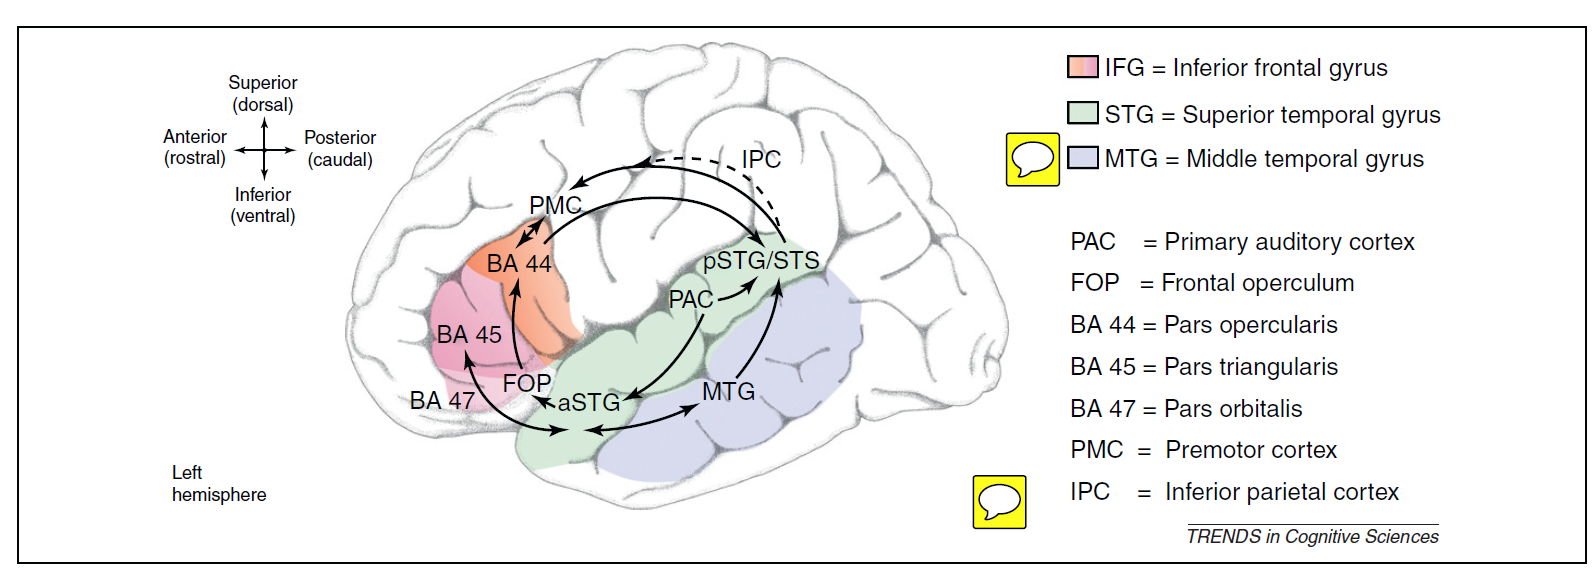 Superior
(dorsal)
Anterior
(rostral)
Posterior
(caudal)
Inferior
(ventral)
Left
hemisphere
IPC
PMC
BA 44
pSTG/STS
PAC
BA 45
FOP
BA 47
aSTG
MTG
IFG = Inferior frontal gyrus
STG = Superior temporal gyrus
MTG = Middle temporal gyrus
PAC = Primary auditory cortex
FOP = Frontal operculum
BA 44 = Pars opercularis
BA 45 = Pars triangularis
BA 47 = Pars orbitalis
PMC = Premotor cortex
IPC = Inferior parietal cortex
TRENDS in Cognitive Sciences